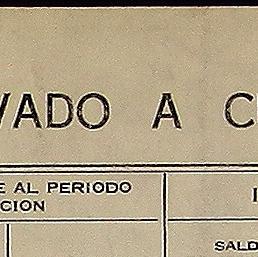 VADO A C
E AL PERIODO
CION
SALD